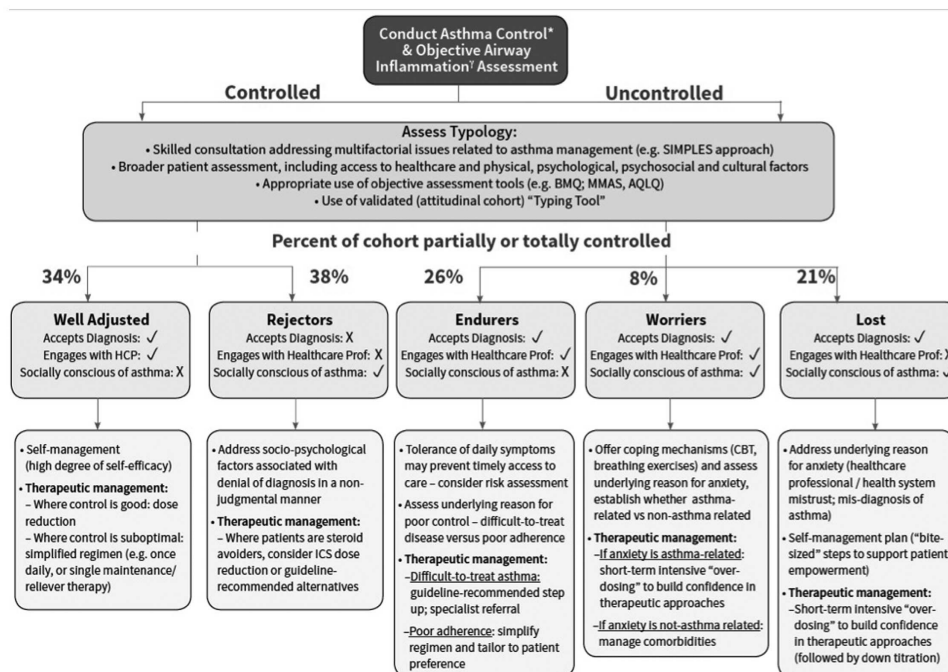 Conduct Asthma Control*
& Objective Airway
Inflammationᵞ Assessment
Controlled
Uncontrolled
Assess Typology:
• Skilled consultation addressing multifactorial issues related to asthma management (e.g. SIMPLES approach)
• Broader patient assessment, including access to healthcare and physical, psychological, psychosocial and cultural factors
• Appropriate use of objective assessment tools (e.g. BMQ; MMAS, AQLQ)
• Use of validated (attitudinal cohort) “Typing Tool”
Percent of cohort partially or totally controlled
34%
38%
26%
8%
21%
Well Adjusted
Accepts Diagnosis: ✓
Engages with HCP: ✓
Socially conscious of asthma: X
Rejectors
Accepts Diagnosis: X
Engages with Healthcare Prof: X
Socially conscious of asthma: ✓
Endurers
Accepts Diagnosis: ✓
Engages with Healthcare Prof: ✓
Socially conscious of asthma: X
Worriers
Accepts Diagnosis: ✓
Engages with Healthcare Prof: ✓
Socially conscious of asthma: ✓
Lost
Accepts Diagnosis: ✓
Engages with Healthcare Prof: X
Socially conscious of asthma: ✓
• Self-management
(high degree of self-efficacy)
• Therapeutic management:
– Where control is good: dose
reduction
– Where control is suboptimal:
simplified regimen (e.g. once
daily, or single maintenance/
reliever therapy)
• Address socio-psychological
factors associated with
denial of diagnosis in a non-
judgmental manner
• Therapeutic management:
– Where patients are steroid
avoiders, consider ICS dose
reduction or guideline-
recommended alternatives
• Tolerance of daily symptoms
may prevent timely access to
care – consider risk assessment
• Assess underlying reason for
poor control – difficult-to-treat
disease versus poor adherence
• Therapeutic management:
–Difficult-to-treat asthma:
guideline-recommended step
up; specialist referral
–Poor adherence: simplify
regimen and tailor to patient
preference
• Offer coping mechanisms (CBT,
breathing exercises) and assess
underlying reason for anxiety,
establish whether asthma-
related vs non-asthma related
• Therapeutic management:
–If anxiety is asthma-related:
short-term intensive “over-
dosing” to build confidence in
therapeutic approaches
–If anxiety is not-asthma related:
manage comorbidities
• Address underlying reason
for anxiety (healthcare
professional / health system
mistrust; mis-diagnosis of
asthma)
• Self-management plan (“bite-
sized” steps to support patient
empowerment)
• Therapeutic management:
–Short-term intensive “over-
dosing” to build confidence
in therapeutic approaches
(followed by down titration)